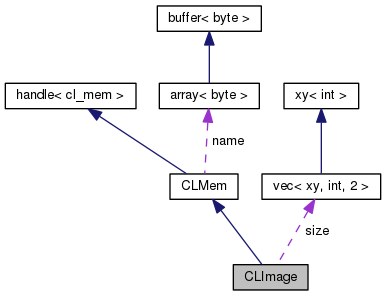 buffer< byte >
handle< cl_mem >
array< byte >
xy< int >
name
CLMem
vec< xy, int, 2 >
size
CLImage